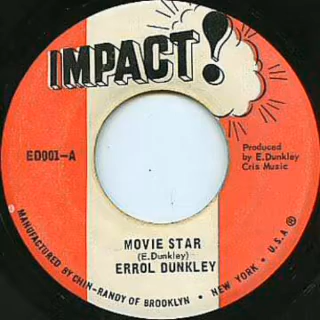 IMPACT!
ED001-A
Produced
by E.Dunkley
Cris Music
MOVIE STAR
(E.Dunkley)
ERROL DUNKLEY
MANUFACTURED BY CHIN-RANDY OF BROOKLYN • NEW YORK • U.S.A ®